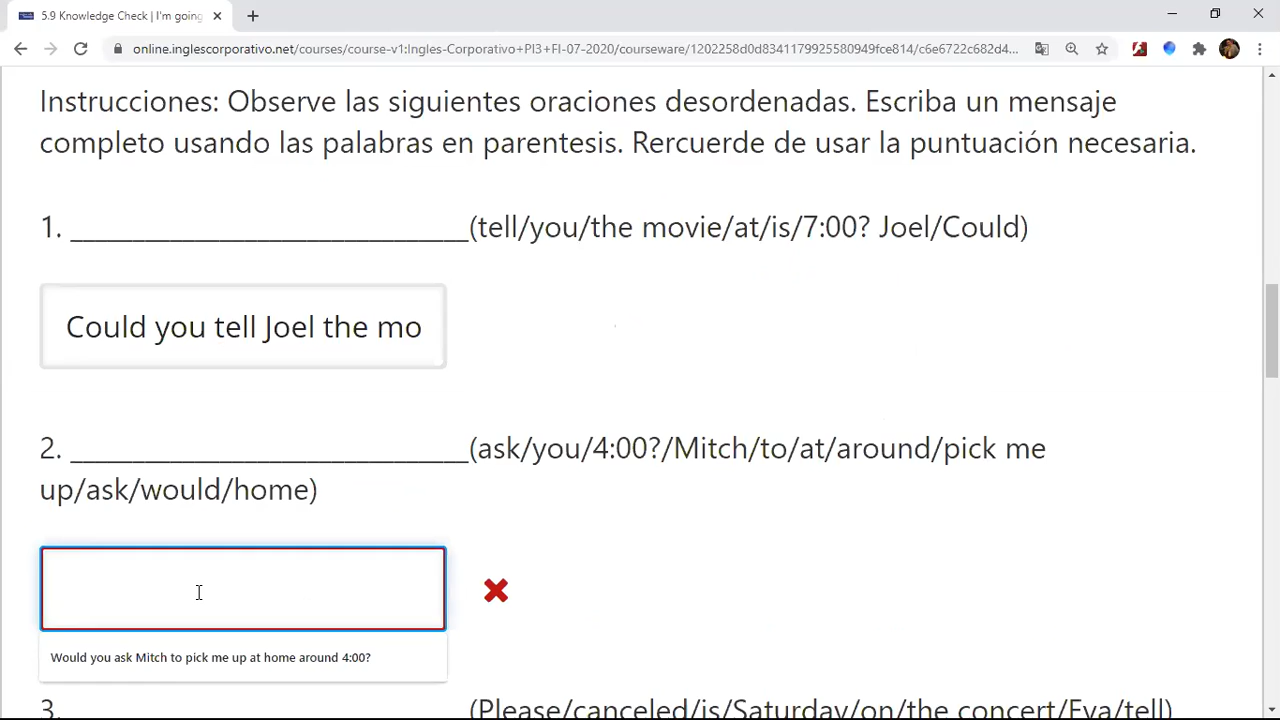 5.9 Knowledge Check | I'm going
online.inglescorporativo.net/courses/course-v1:Ingles-Corporativo+PI3+FI-07-2020/courseware/1202258d0d8341179925580949fce814/c6e6722c682d4...
Instrucciones: Observe las siguientes oraciones desordenadas. Escriba un mensaje
completo usando las palabras en parentesis. Rercuerde de usar la puntuación necesaria.
1. ______________________________(tell/you/the movie/at/is/7:00? Joel/Could)
Could you tell Joel the mo
2. ______________________________(ask/you/4:00?/Mitch/to/at/around/pick me
up/ask/would/home)
Would you ask Mitch to pick me up at home around 4:00?
3. ______________________________(Please/canceled/is/Saturday/on/the concert/Eva/tell)